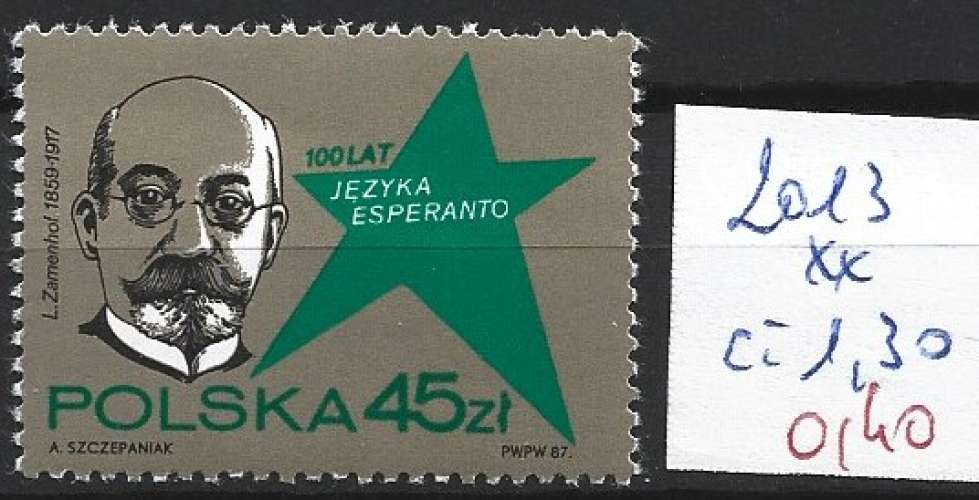 L. Zamenhof 1859-1917
100 LAT
JĘZYKA
ESPERANTO
POLSKA 45zł
A. SZCZEPANIAK
PWPW 87.
2013
xx
c = 1,30
0,40